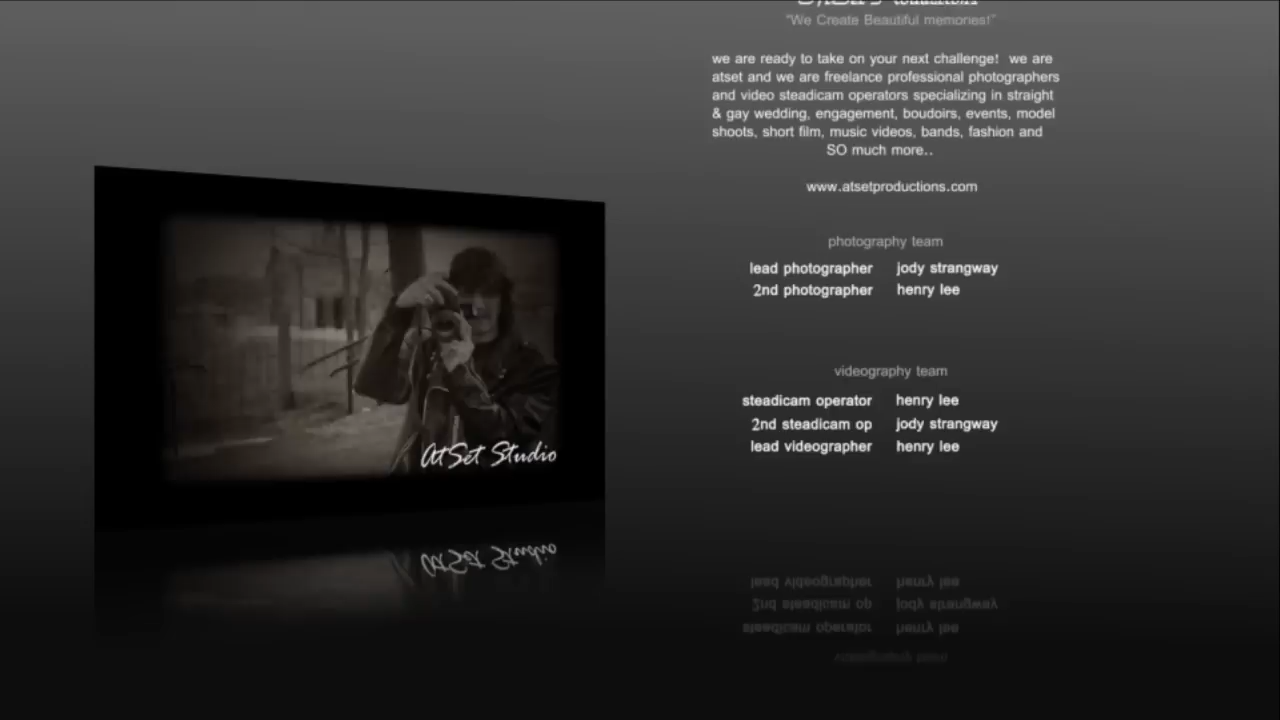 "We Create Beautiful memories!"
we are ready to take on your next challenge! we are
atset and we are freelance professional photographers
and video steadicam operators specializing in straight
& gay wedding, engagement, boudoirs, events, model
shoots, short film, music videos, bands, fashion and
SO much more..
www.atsetproductions.com
photography team
lead photographer jody strangway
2nd photographer henry lee
videography team
steadicam operator henry lee
2nd steadicam op jody strangway
lead videographer henry lee
AtSet Studio